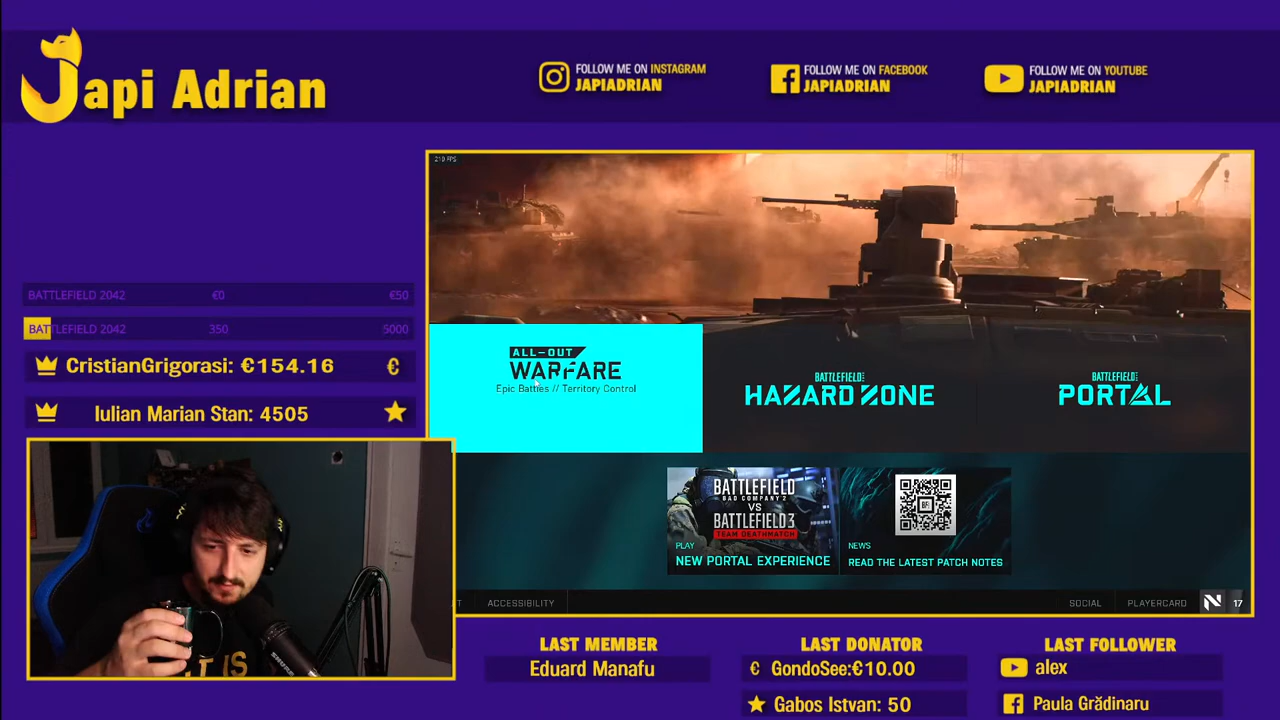 Japi Adrian
FOLLOW ME ON INSTAGRAM
JAPIADRIAN
FOLLOW ME ON FACEBOOK
JAPIADRIAN
FOLLOW ME ON YOUTUBE
JAPIADRIAN
219 FPS
BATTLEFIELD 2042 €0 €50
BATTLEFIELD 2042 350 5000
CristianGrigorasi: €154.16 €
Iulian Marian Stan: 4505
ALL-OUT
WARFARE
Epic Battles // Territory Control
BATTLEFIELD
HAZARD ZONE
BATTLEFIELD
PORTAL
BATTLEFIELD
BAD COMPANY 2
VS
BATTLEFIELD 3
TEAM DEATHMATCH
PLAY
NEW PORTAL EXPERIENCE
NEWS
READ THE LATEST PATCH NOTES
ACCESSIBILITY
SOCIAL
PLAYERCARD
17
LAST MEMBER
Eduard Manafu
LAST DONATOR
€ GondoSee:€10.00
Gabos Istvan: 50
LAST FOLLOWER
alex
Paula Grădinaru